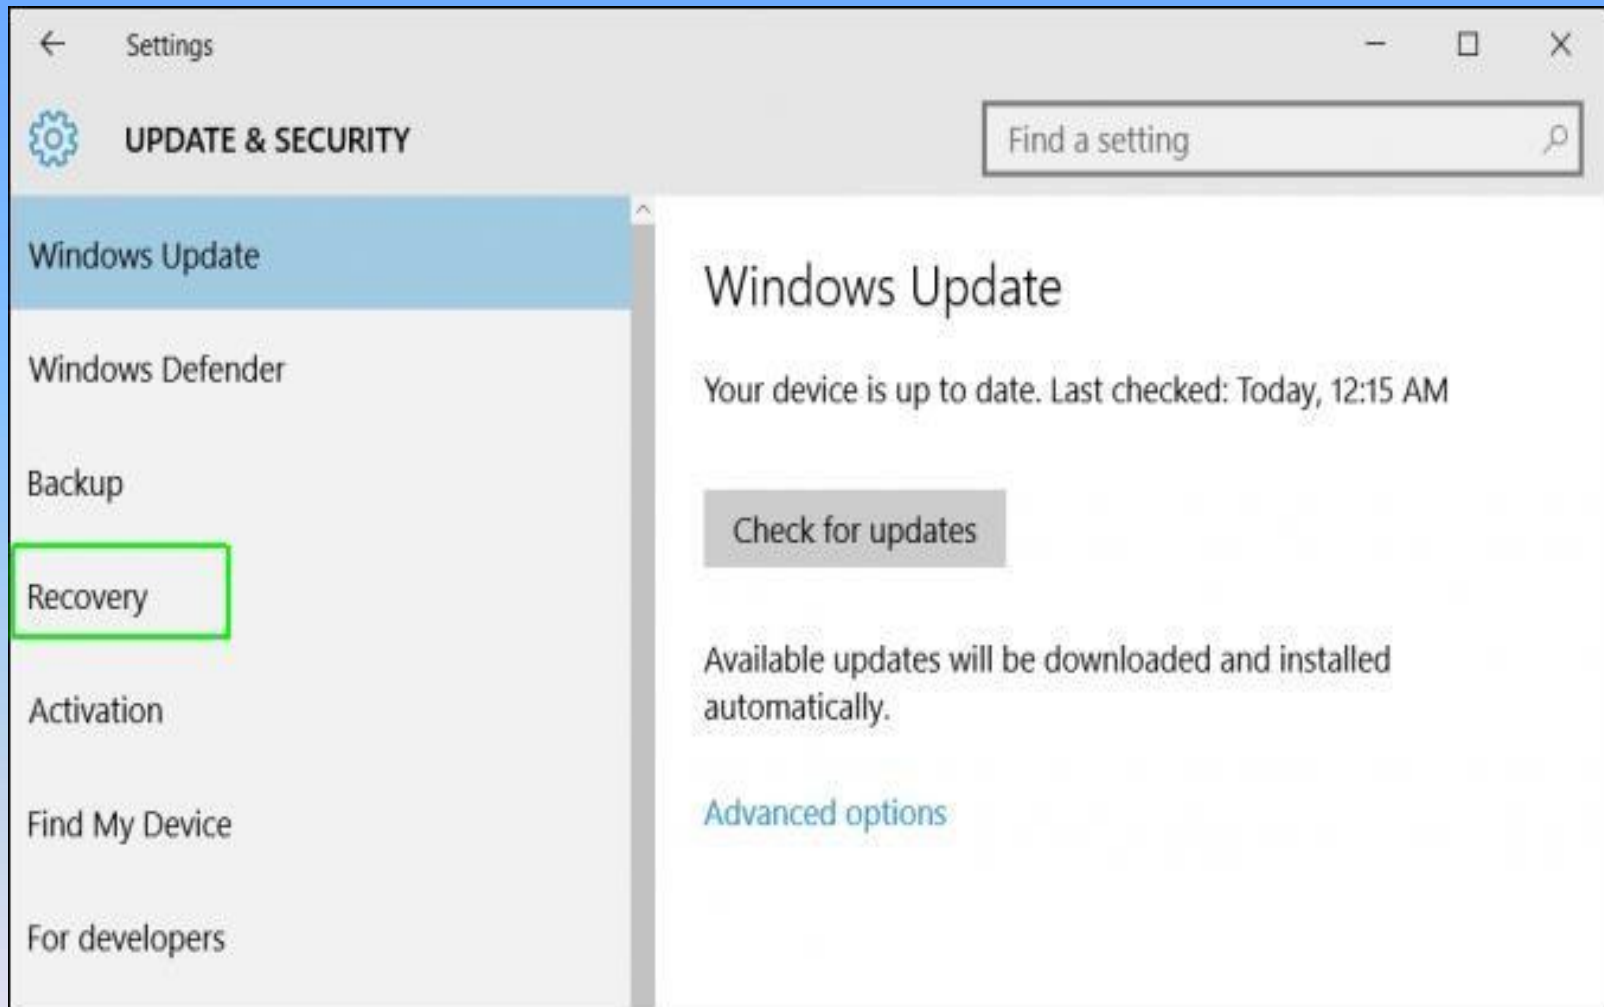 Settings
UPDATE & SECURITY
Find a setting
Windows Update
Windows Defender
Backup
Recovery
Activation
Find My Device
For developers
Windows Update
Your device is up to date. Last checked: Today, 12:15 AM
Check for updates
Available updates will be downloaded and installed
automatically.
Advanced options